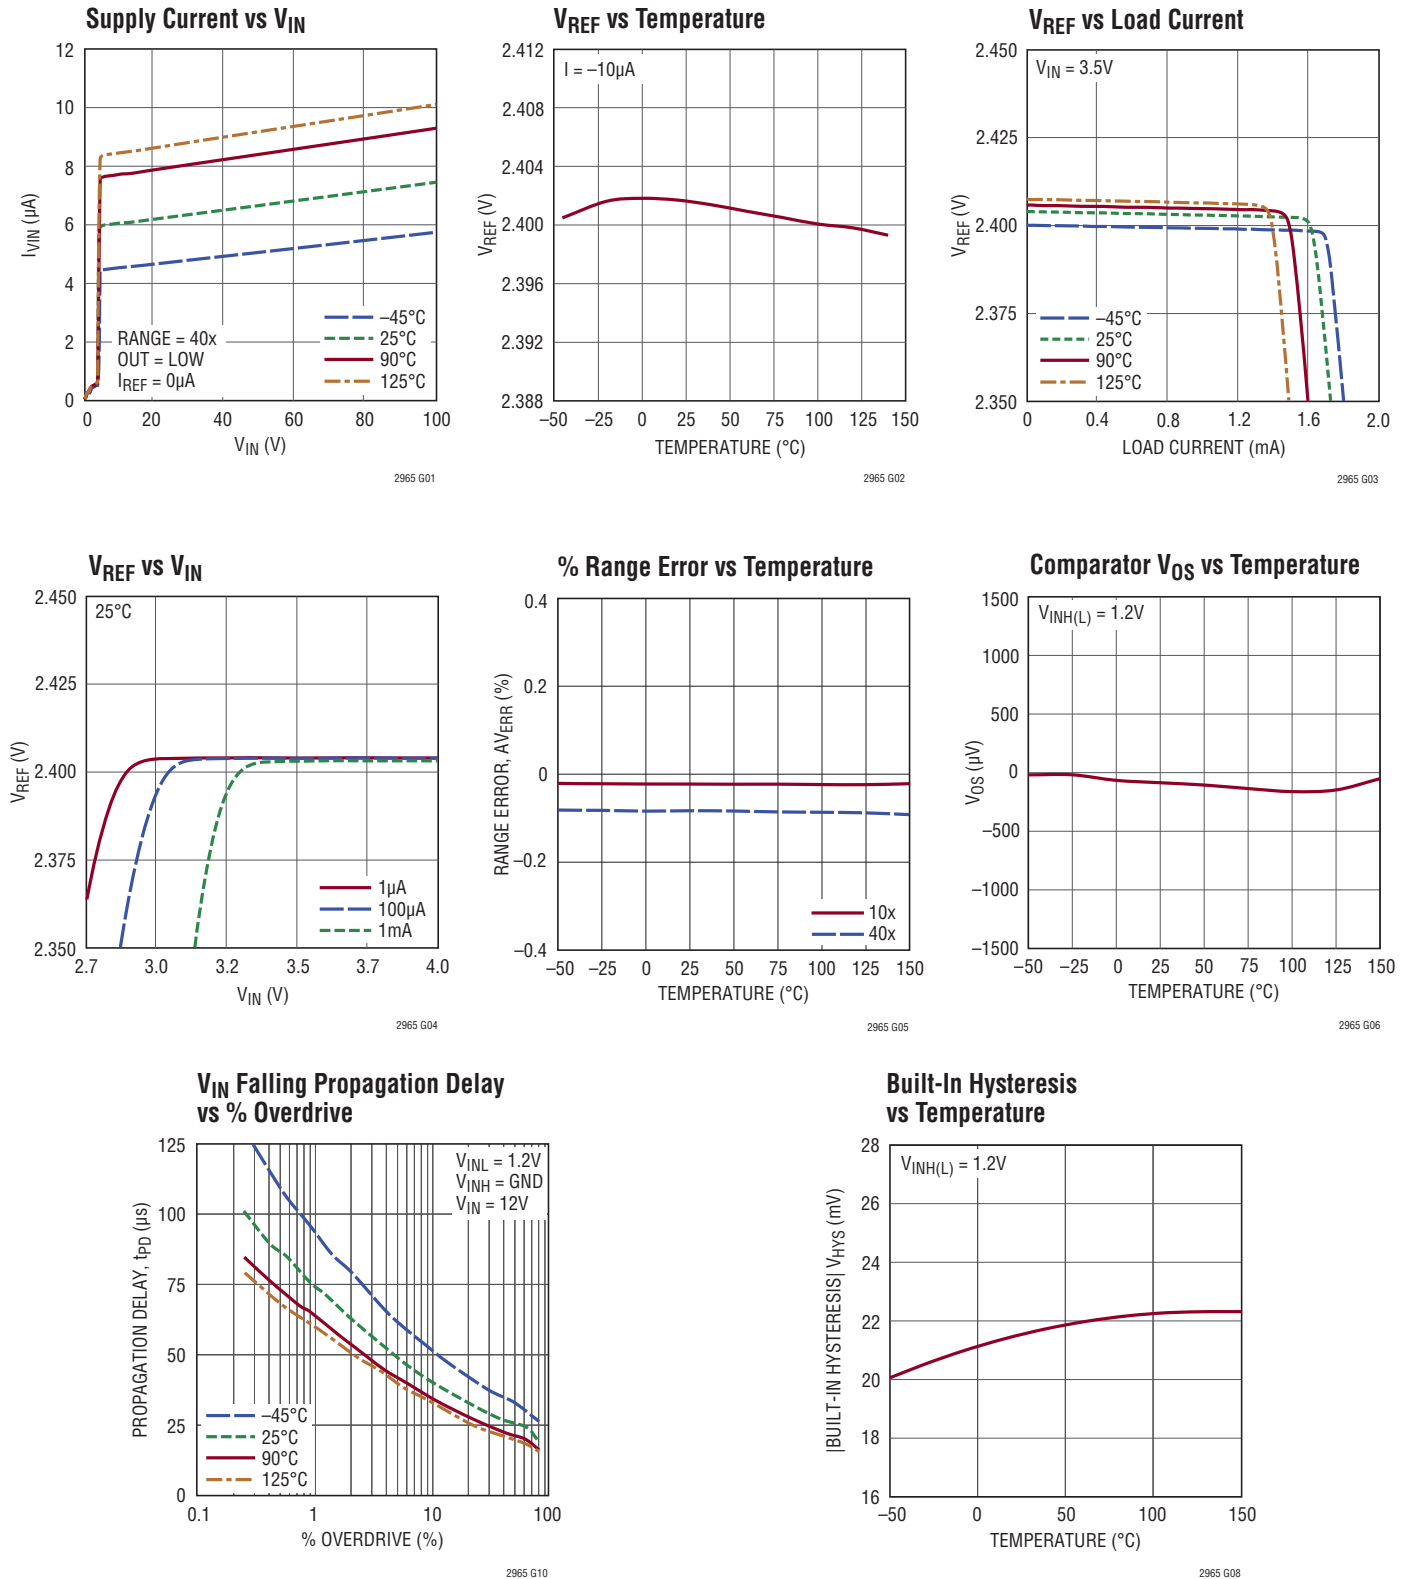 Supply Current vs VIN
12
10
8
6
4
2
0
IVIN (µA)
RANGE = 40x
OUT = LOW
IREF = 0µA
–45°C
25°C
90°C
125°C
0 20 40 60 80 100
VIN (V)
2965 G01
VREF vs Temperature
2.412
2.408
2.404
2.400
2.396
2.392
2.388
VREF (V)
I = –10µA
–50 –25 0 25 50 75 100 125 150
TEMPERATURE (°C)
2965 G02
VREF vs Load Current
2.450
2.425
2.400
2.375
2.350
VREF (V)
VIN = 3.5V
–45°C
25°C
90°C
125°C
0 0.4 0.8 1.2 1.6 2.0
LOAD CURRENT (mA)
2965 G03
VREF vs VIN
2.450
2.425
2.400
2.375
2.350
VREF (V)
25°C
1µA
100µA
1mA
2.7 3.0 3.2 3.5 3.7 4.0
VIN (V)
2965 G04
% Range Error vs Temperature
0.4
0.2
0
–0.2
–0.4
RANGE ERROR, AVERR (%)
10x
40x
–50 –25 0 25 50 75 100 125 150
TEMPERATURE (°C)
2965 G05
Comparator VOS vs Temperature
1500
1000
500
0
–500
–1000
–1500
VOS (µV)
VINH(L) = 1.2V
–50 –25 0 25 50 75 100 125 150
TEMPERATURE (°C)
2965 G06
VIN Falling Propagation Delay
vs % Overdrive
125
100
75
50
25
0
PROPAGATION DELAY, tPD (µs)
VINL = 1.2V
VINH = GND
VIN = 12V
–45°C
25°C
90°C
125°C
0.1 1 10 100
% OVERDRIVE (%)
2965 G10
Built-In Hysteresis
vs Temperature
28
26
24
22
20
18
16
|BUILT-IN HYSTERESIS| VHYS (mV)
VINH(L) = 1.2V
–50 0 50 100 150
TEMPERATURE (°C)
2965 G08